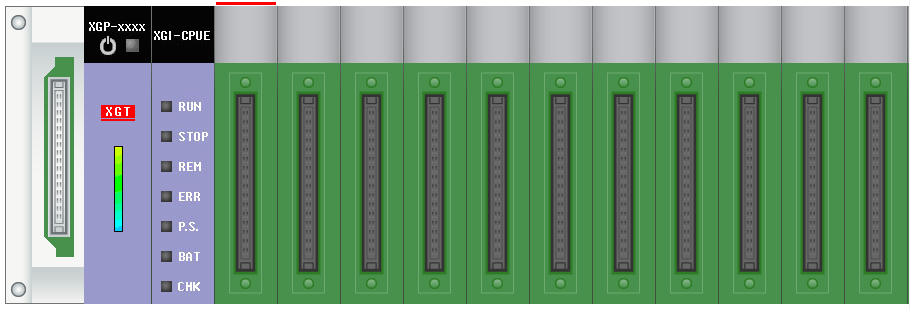 XGP-xxxx
XGI-CPUE
XGT
RUN
STOP
REM
ERR
P.S.
BAT
CHK